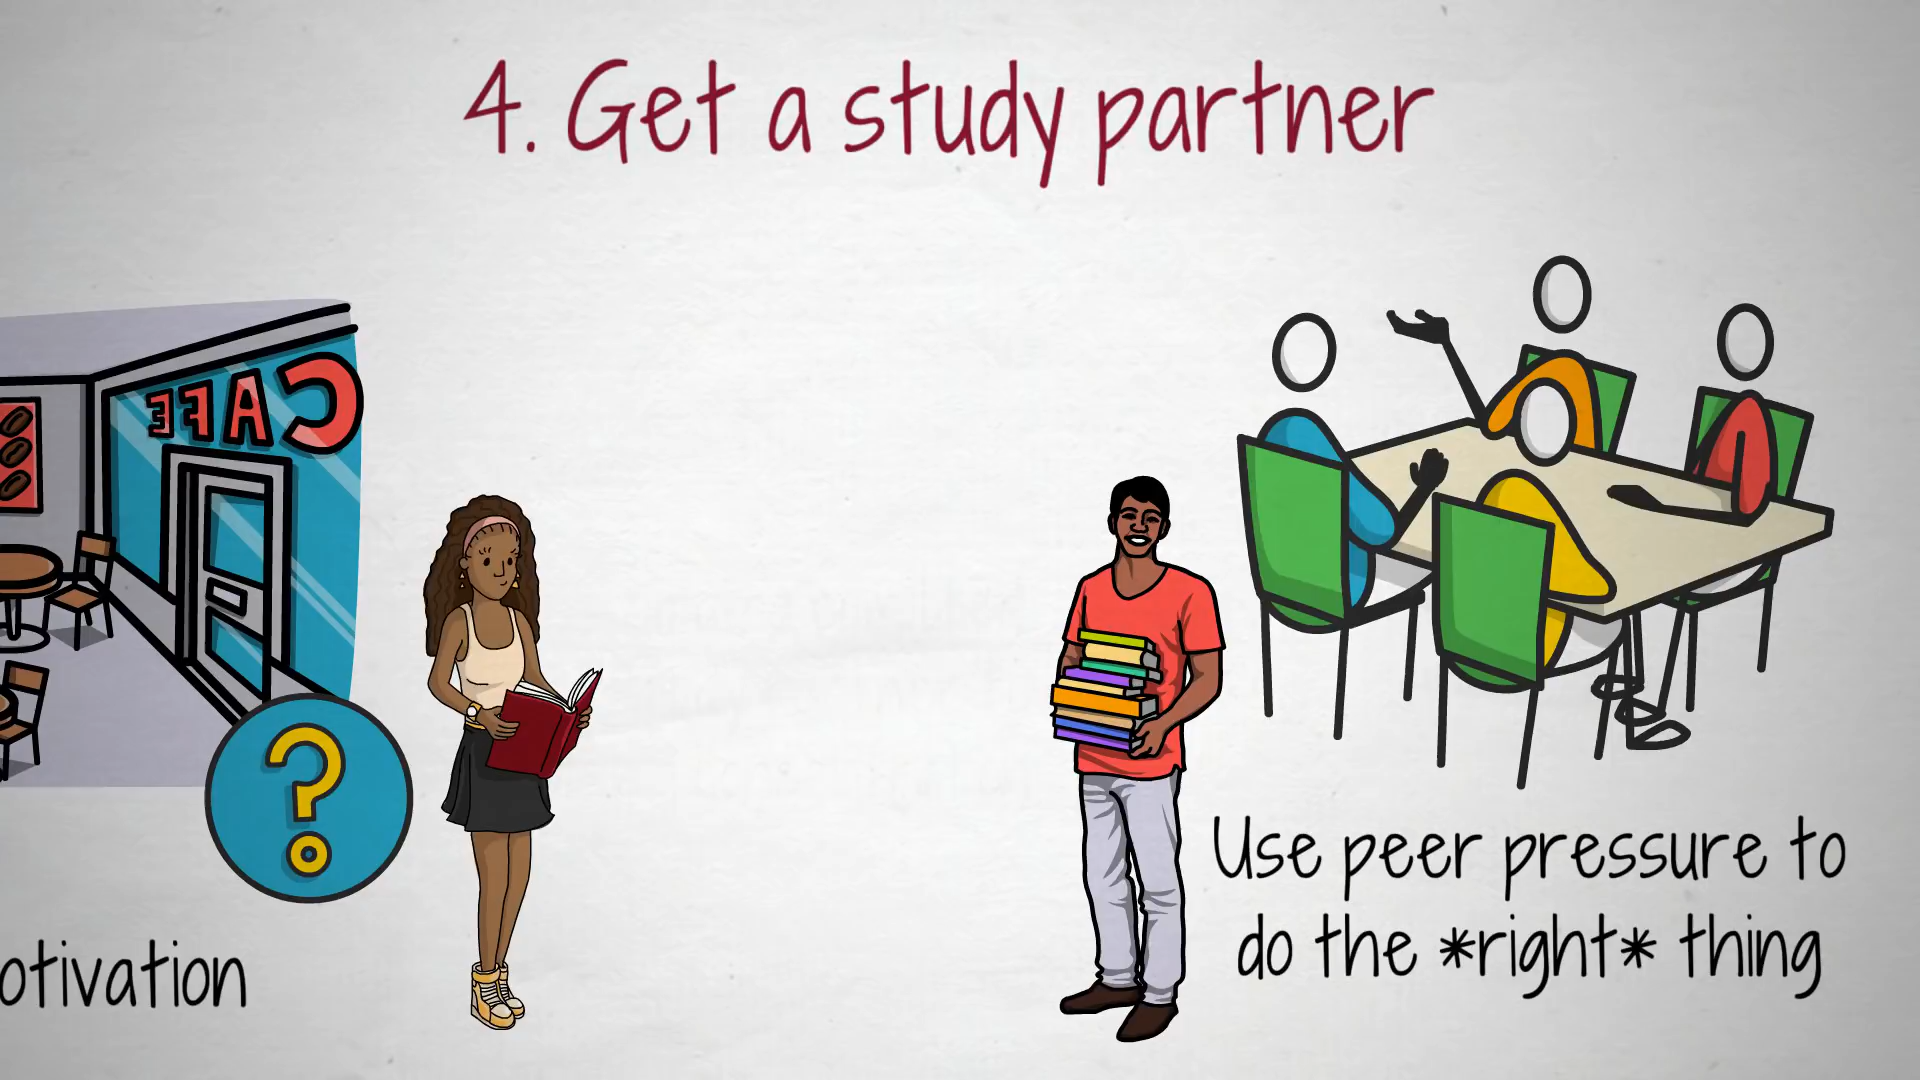 4. Get a study partner
CAFE
?
Use peer pressure to
do the *right* thing
otivation